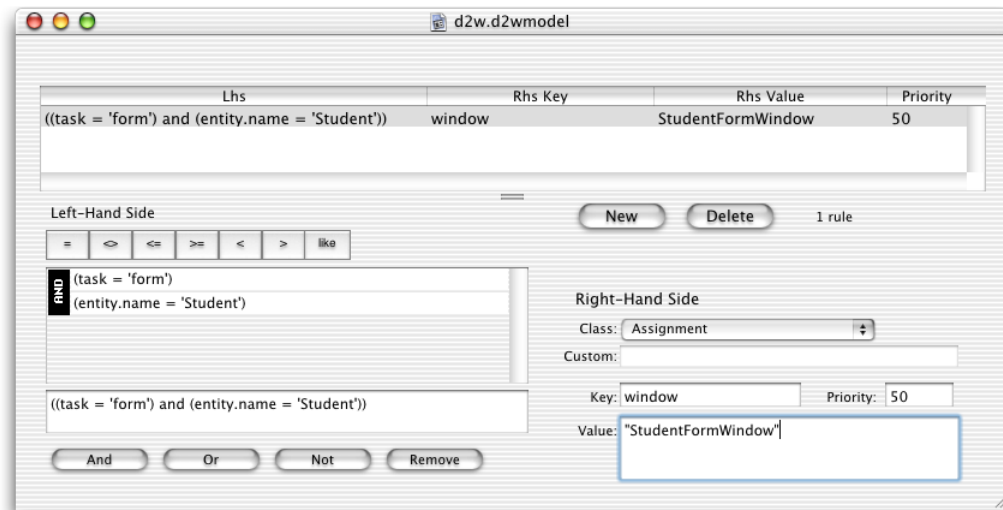 d2w.d2wmodel
Lhs Rhs Key Rhs Value Priority
((task = 'form') and (entity.name = 'Student')) window StudentFormWindow 50
Left-Hand Side
New Delete 1 rule
= <> <= >= < > like
AND
(task = 'form')
(entity.name = 'Student')
((task = 'form') and (entity.name = 'Student'))
And Or Not Remove
Right-Hand Side
Class: Assignment
Custom:
Key: window Priority: 50
Value: "StudentFormWindow"